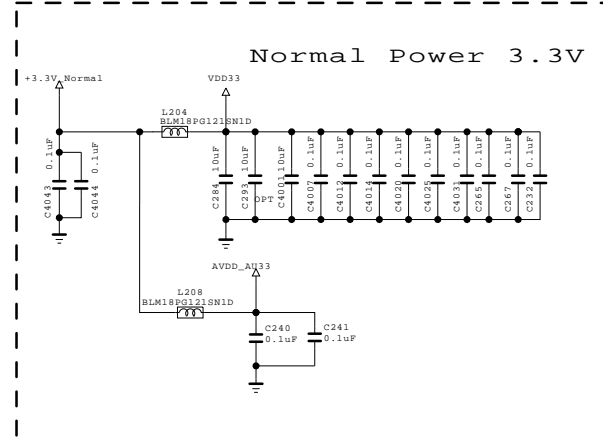 Normal Power 3.3V
+3.3V_Normal
VDD33
L204
BLM18PG121SN1D
C4043 0.1uF
C4044 0.1uF
C284 10uF
C293 10uF
OPT
C4001 10uF
C4007 0.1uF
C4012 0.1uF
C4014 0.1uF
C4020 0.1uF
C4025 0.1uF
C4031 0.1uF
C265 0.1uF
C267 0.1uF
C232 0.1uF
AVDD_AU33
L208
BLM18PG121SN1D
C240
0.1uF
C241
0.1uF